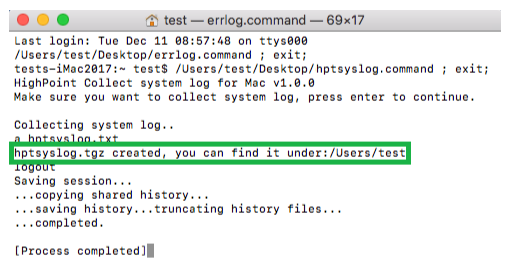 test — errlog.command — 69×17
Last login: Tue Dec 11 08:57:48 on ttys000
/Users/test/Desktop/errlog.command ; exit;
tests-iMac2017:~ test$ /Users/test/Desktop/hptsyslog.command ; exit;
HighPoint Collect system log for Mac v1.0.0
Make sure you want to collect system log, press enter to continue.
Collecting system log..
a hptsyslog.txt
hptsyslog.tgz created, you can find it under:/Users/test
logout
Saving session...
...copying shared history...
...saving history...truncating history files...
...completed.
[Process completed]